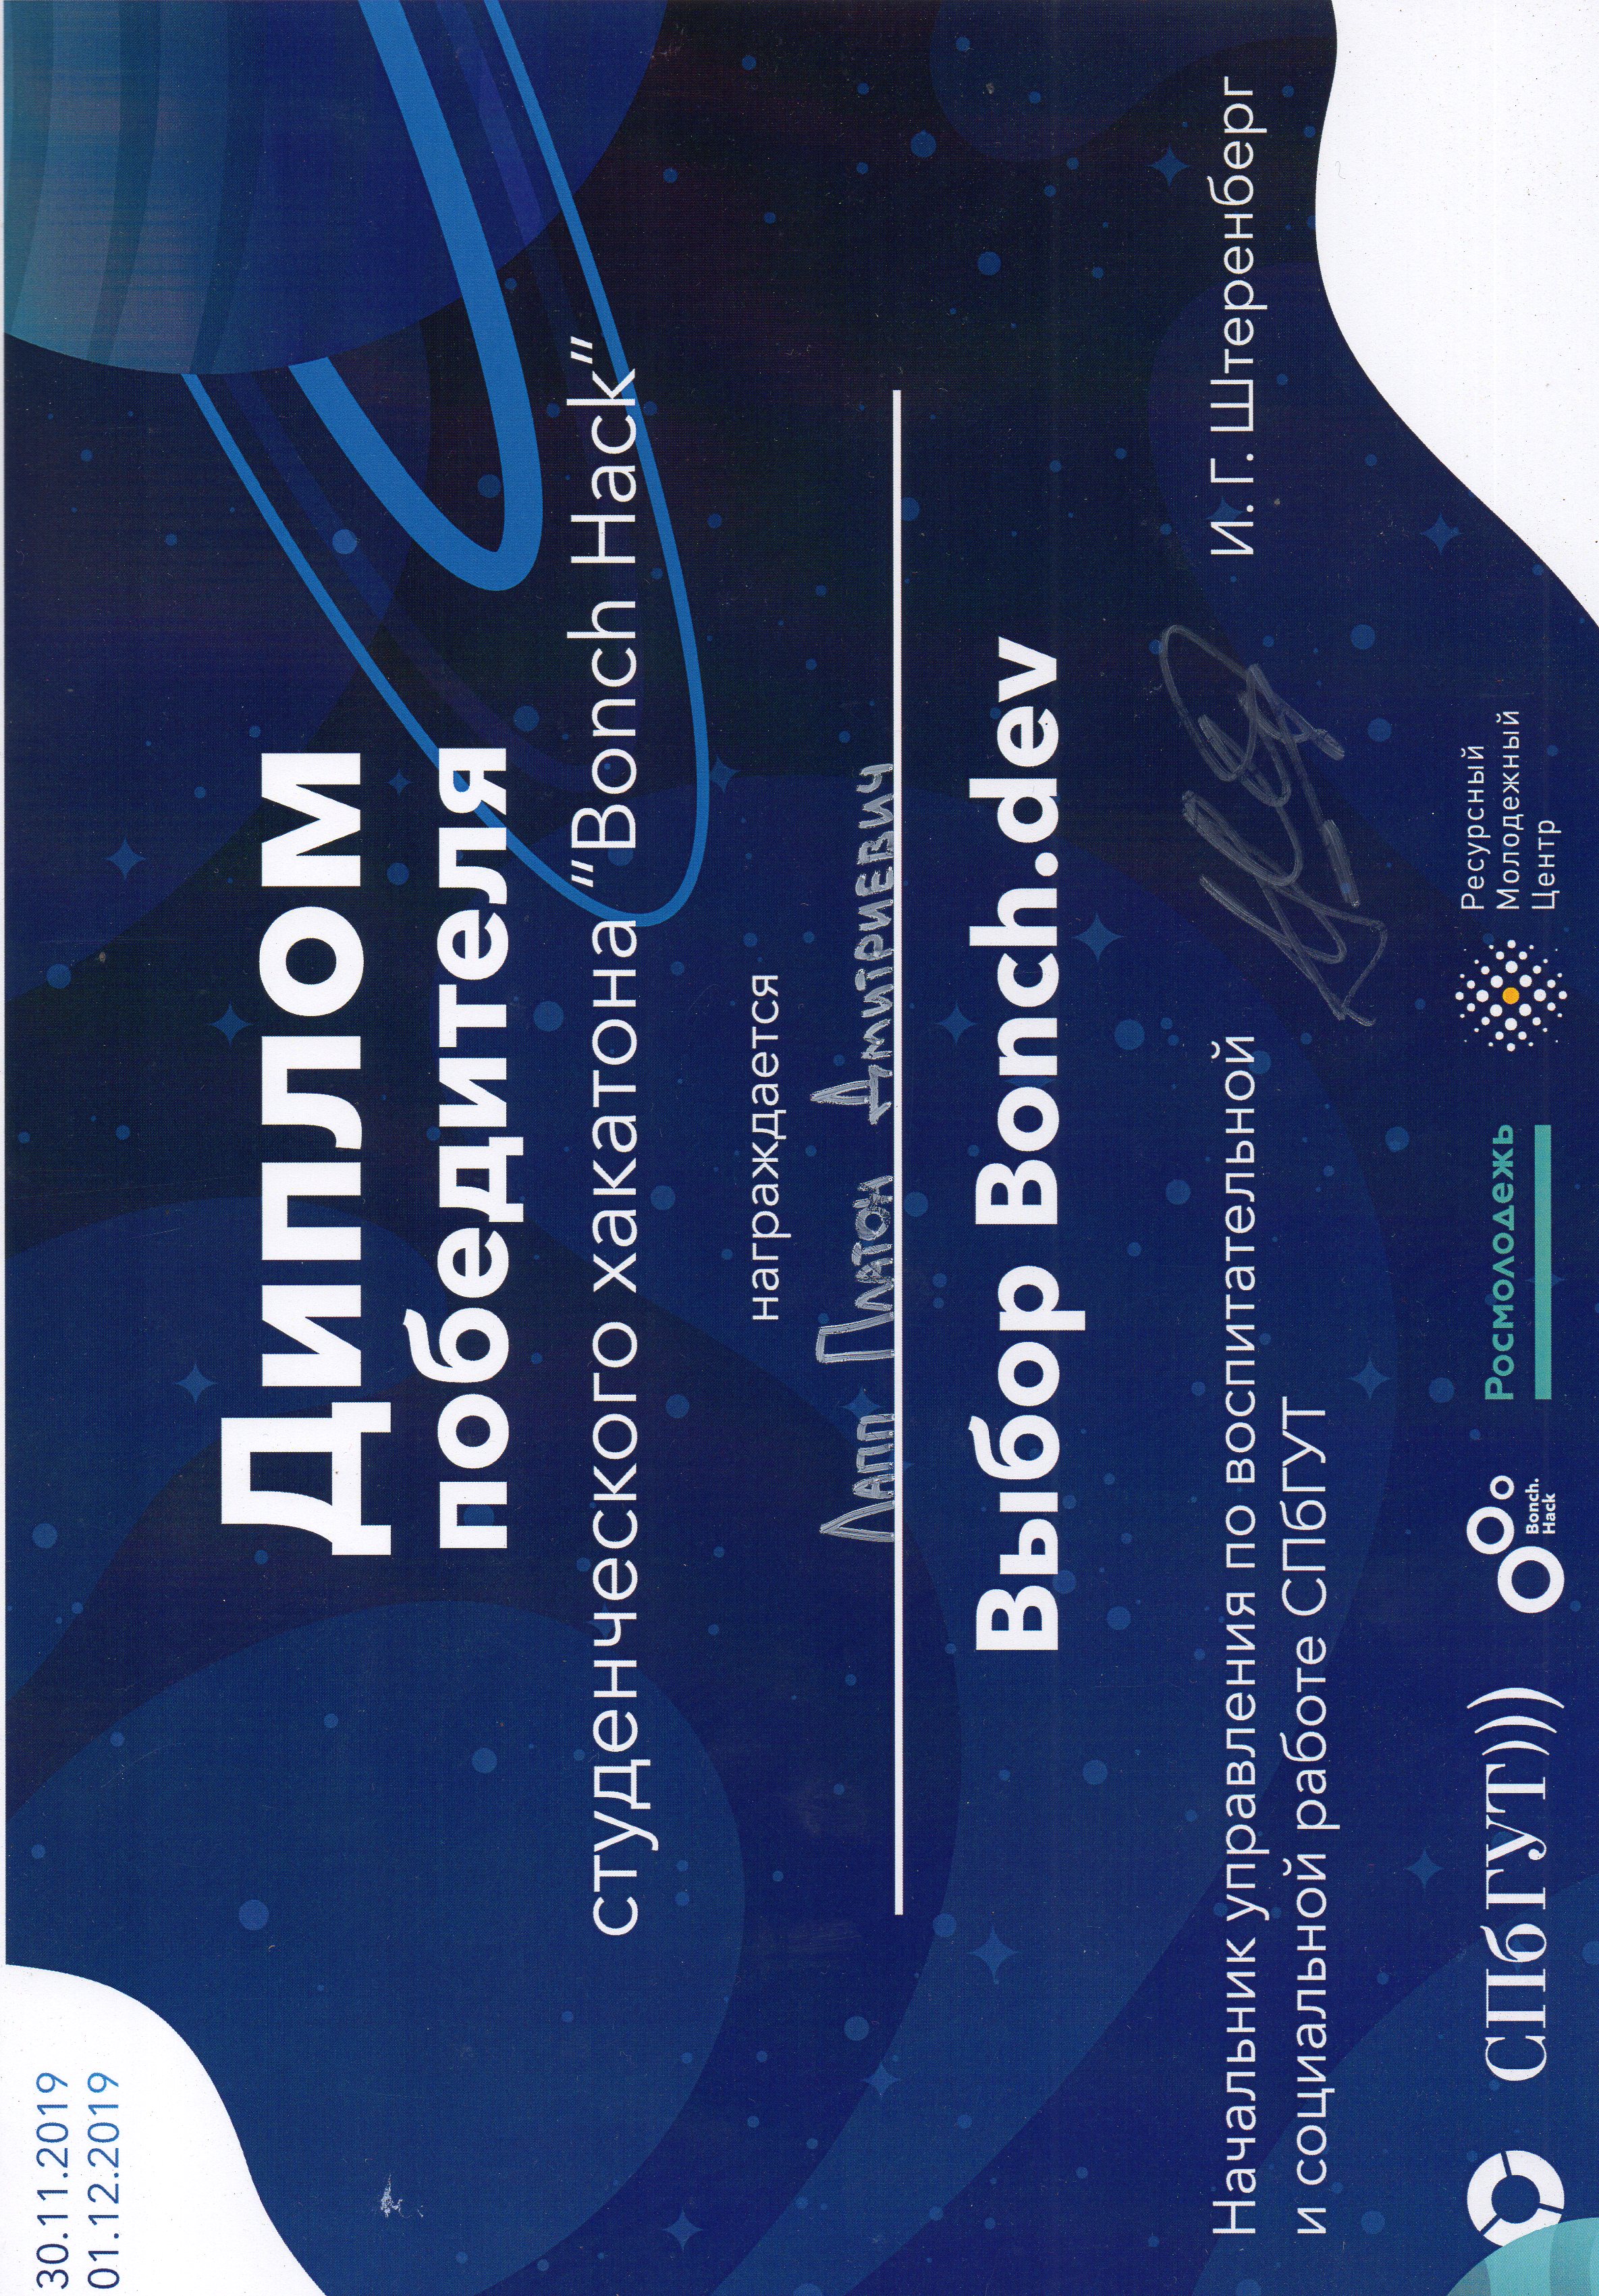 30.11.2019
01.12.2019
Диплом
победителя
студенческого хакатона “Bonch Hack”
награждается
Лапп Платон Дмитриевич
Выбор Bonch.dev
Начальник управления по воспитательной
и социальной работе СПбГУТ
И. Г. Штеренберг
СПбГУТ)))
Bonch.
Hack
Росмолодежь
Ресурсный
Молодежный
Центр